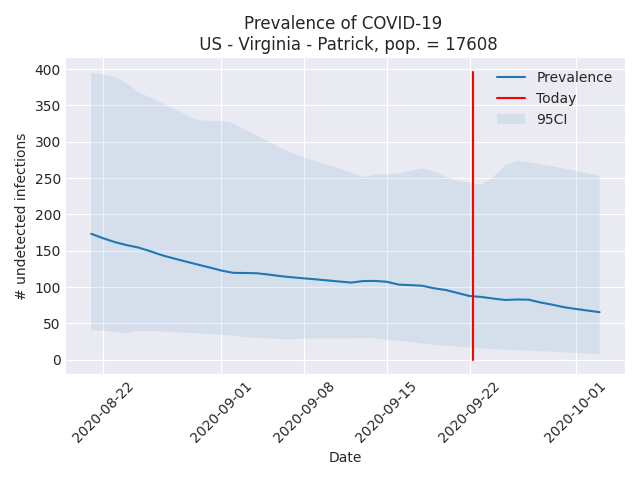 Prevalence of COVID-19
US - Virginia - Patrick, pop. = 17608
400
350
300
250
200
150
100
50
0
# undetected infections
Prevalence
Today
95CI
2020-08-22
2020-09-01
2020-09-08
2020-09-15
2020-09-22
2020-10-01
Date